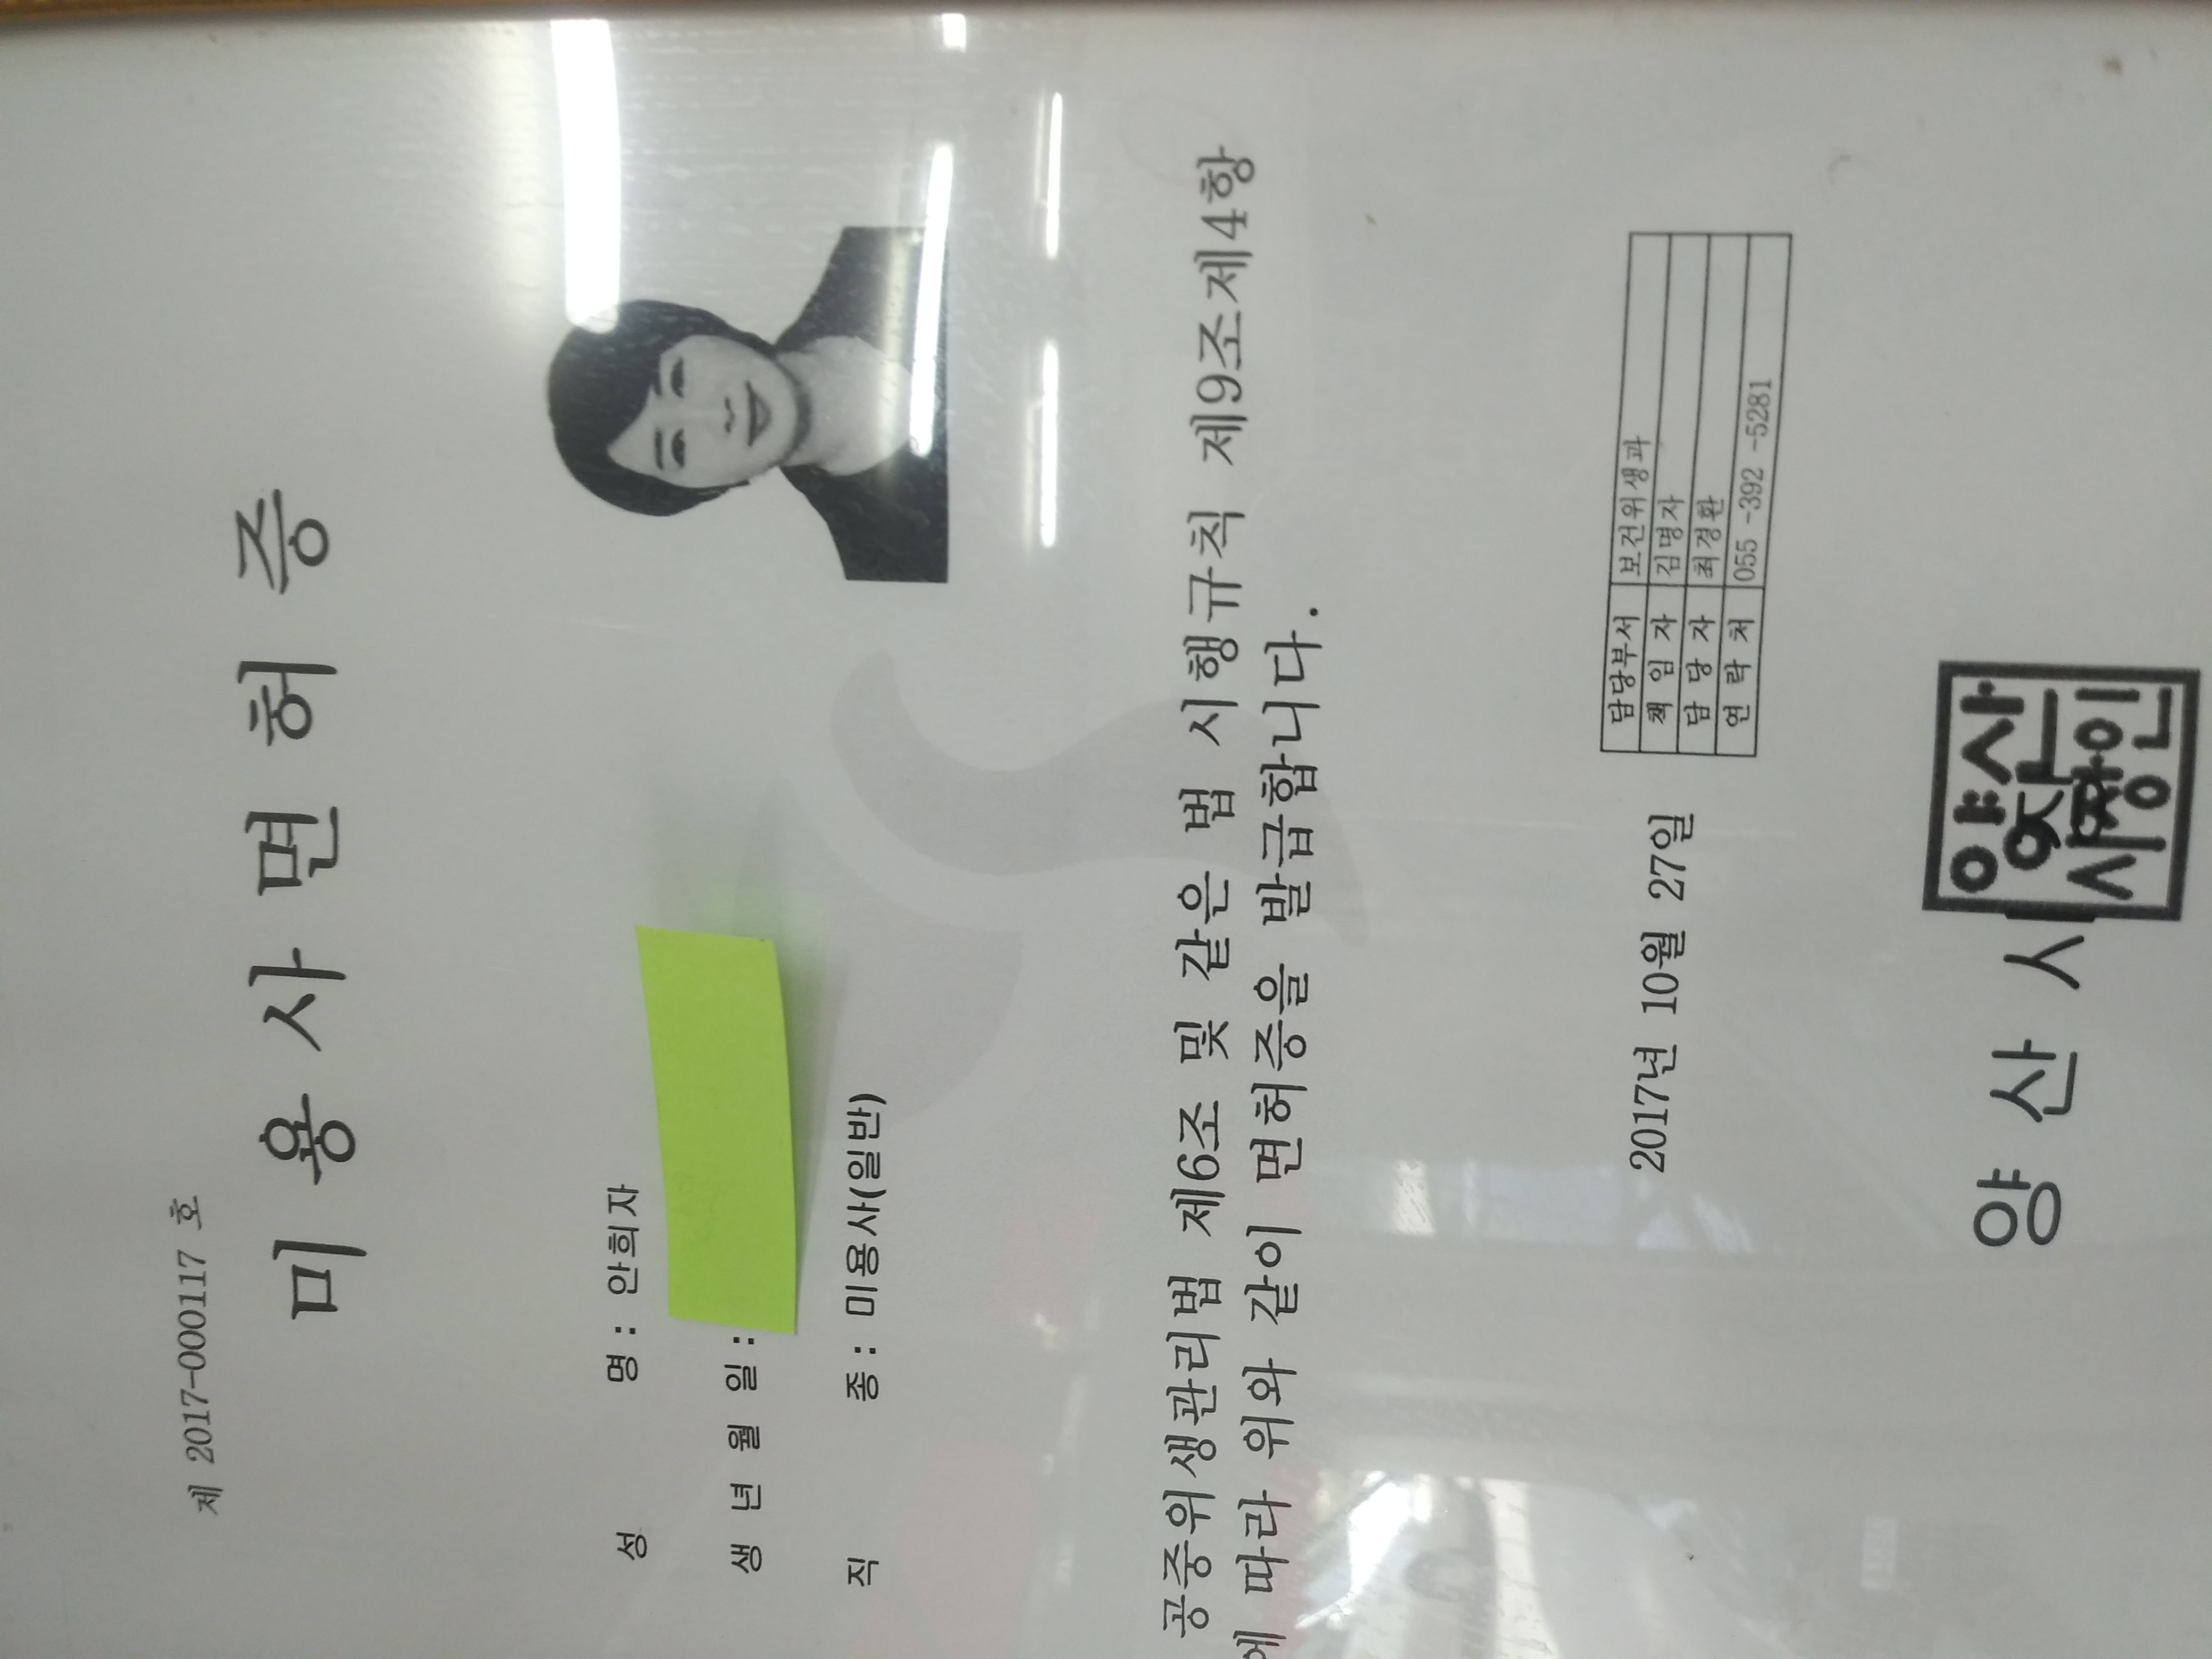 제 2017-000117 호
미 용 사 면 허 증
성 명 : 안희자
생 년 월 일 :
직 종 : 미용사(일반)
공중위생관리법 제6조 및 같은 법 시행규칙 제9조제4항
에 따라 위와 같이 면허증을 발급합니다.
2017년 10월 27일
담당부서 보건위생과
책 임 자 김명자
담 당 자 최경환
연 락 처 055 -392 -5281
양 산 시
양산
시장인